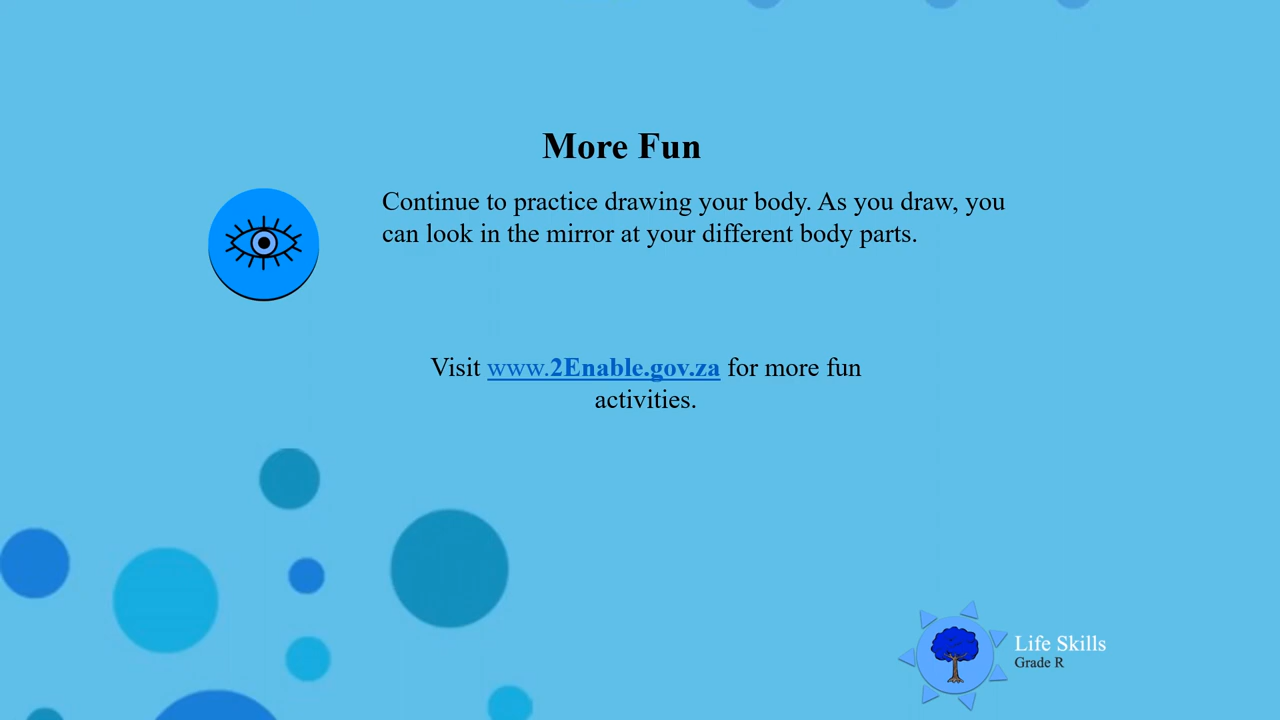 More Fun
Continue to practice drawing your body. As you draw, you
can look in the mirror at your different body parts.
Visit www.2Enable.gov.za for more fun
activities.
Life Skills
Grade R